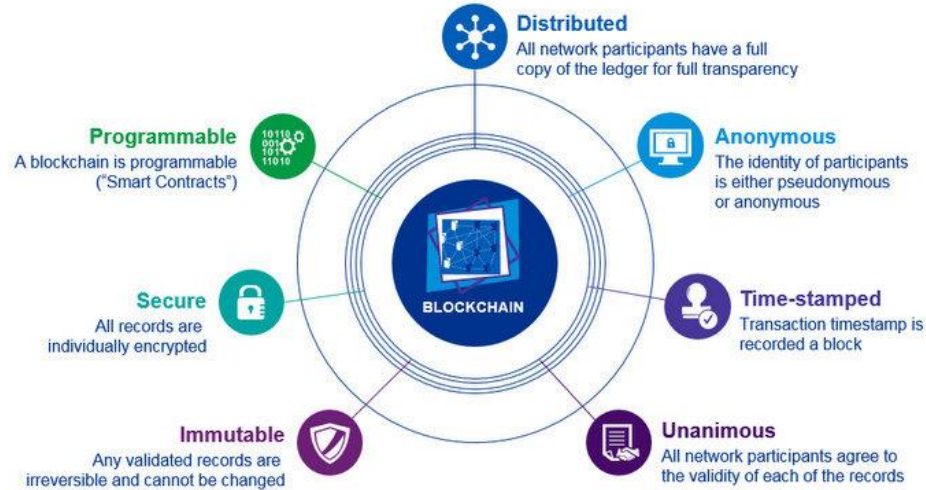 Distributed
All network participants have a full
copy of the ledger for full transparency
Programmable
A blockchain is programmable
("Smart Contracts")
10110
001
101
11010
Anonymous
The identity of participants
is either pseudonymous
or anonymous
BLOCKCHAIN
Secure
All records are
individually encrypted
Time-stamped
Transaction timestamp is
recorded a block
Immutable
Any validated records are
irreversible and cannot be changed
Unanimous
All network participants agree to
the validity of each of the records